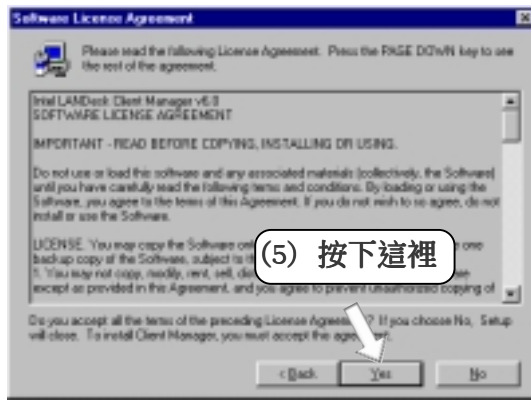 Software License Agreement
Please read the following License Agreement. Press the PAGE DOWN key to see
the rest of the agreement.
Intel LANDesk Client Manager v6.0
SOFTWARE LICENSE AGREEMENT
IMPORTANT - READ BEFORE COPYING, INSTALLING OR USING.
Do not use or load this software and any associated materials (collectively, the Software)
until you have carefully read the following terms and conditions. By loading or using the
Software, you agree to the terms of this Agreement. If you do not wish to so agree, do not
install or use the Software.
LICENSE. You may copy the Software one
backup copy of the Software, subject to
1. You may not copy, modify, rent, sell,
except as provided in this Agreement, and you agree to prevent unauthorized copying of
(5) 按下這裡
Do you accept all the terms of the preceding License Agreement? If you choose No, Setup
will close. To install Client Manager, you must accept this agreement.
< Back
Yes
No